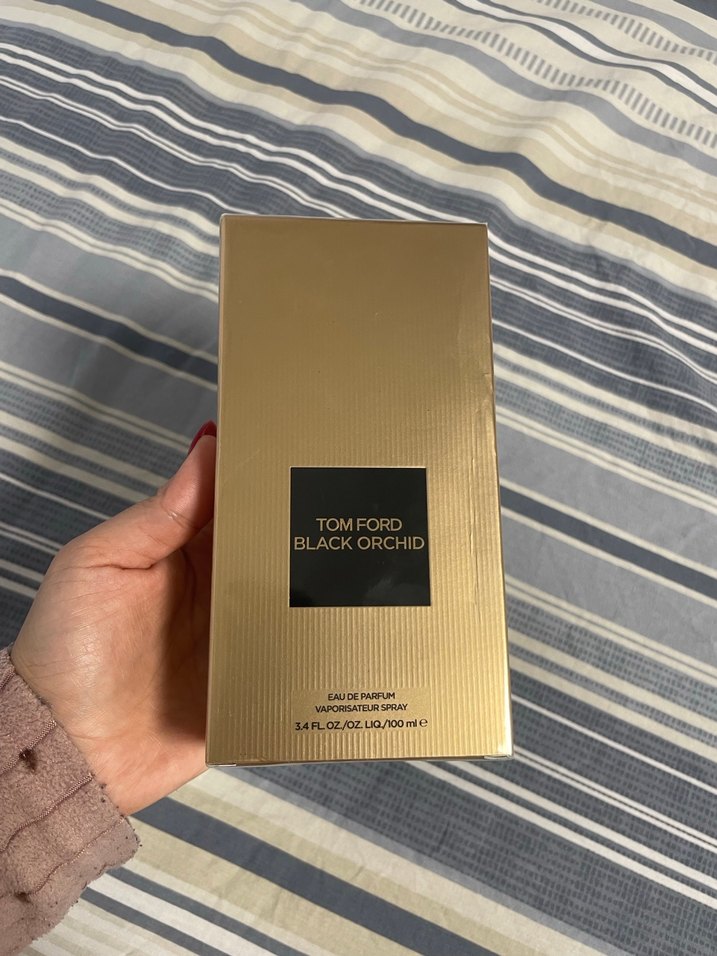 TOM FORD
BLACK ORCHID
EAU DE PARFUM
VAPORISATEUR SPRAY
3.4 FL. OZ./OZ. LIQ./100 ml ℮